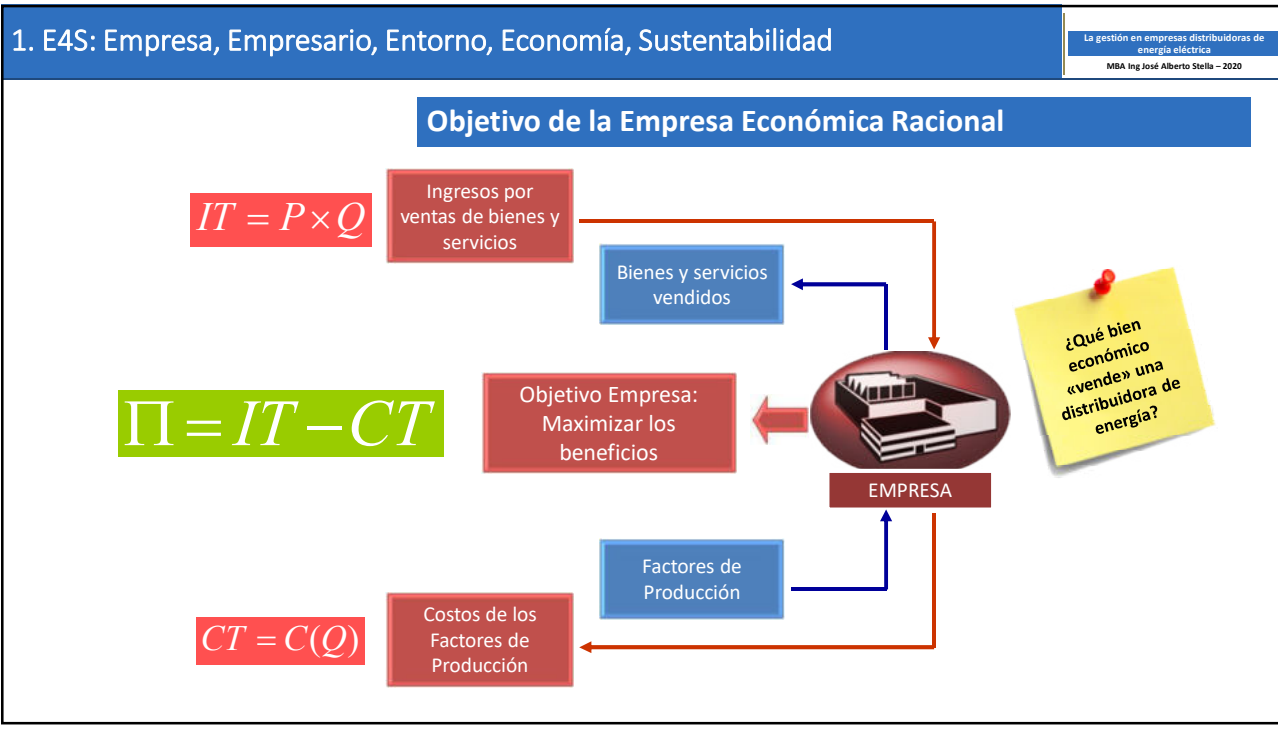 1. E4S: Empresa, Empresario, Entorno, Economía, Sustentabilidad
La gestión en empresas distribuidoras de
energía eléctrica
MBA Ing José Alberto Stella – 2020
Objetivo de la Empresa Económica Racional
IT = P × Q
Ingresos por
ventas de bienes y
servicios
Bienes y servicios
vendidos
¿Qué bien
económico
«vende» una
distribuidora de
energía?
Π = IT − CT
Objetivo Empresa:
Maximizar los
beneficios
EMPRESA
Factores de
Producción
CT = C(Q)
Costos de los
Factores de
Producción